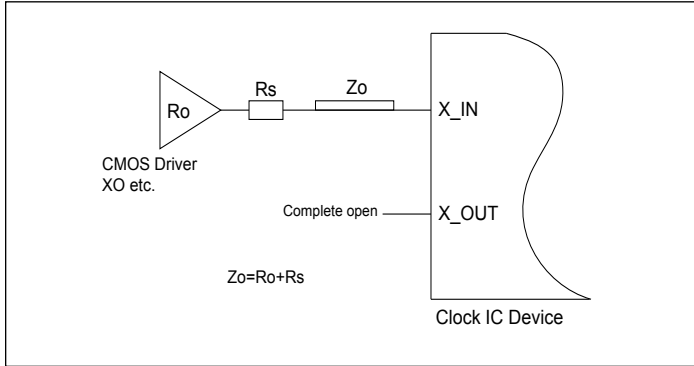 Rs
Zo
Ro
X_IN
CMOS Driver
XO etc.
Complete open
X_OUT
Zo=Ro+Rs
Clock IC Device